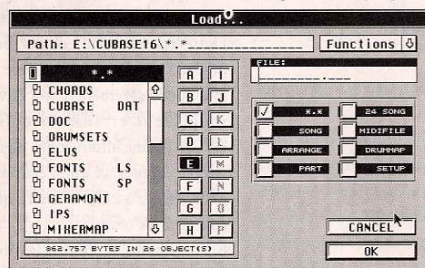 Load...
Path: E:\CUBASE16\*.*
Functions
*.*
CHORDS
CUBASE DAT
DOC
DRUMSETS
ELVS
FONTS LS
FONTS SP
GERAMONT
IPS
MIXERMAP
962.757 BYTES IN 26 OBJECT(S)
A I
B J
C K
D L
E M
F N
G O
H P
FILE:
*.* 24 SONG
SONG MIDIFILE
ARRANGE DRUMMAP
PART SETUP
CANCEL
OK